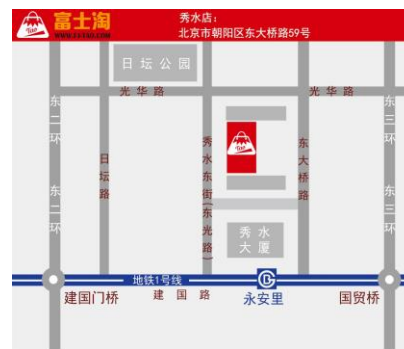 富士淘
秀水店：
WWW.FS-TAO.COM
北京市朝阳区东大桥路59号
日坛公园
光华路
光华路
东二环
东三环
日坛路
秀水东街(东光路)
Tao
东大桥路
东二环
东三环
秀水
大厦
地铁1号线
建国门桥
建国路
永安里
国贸桥